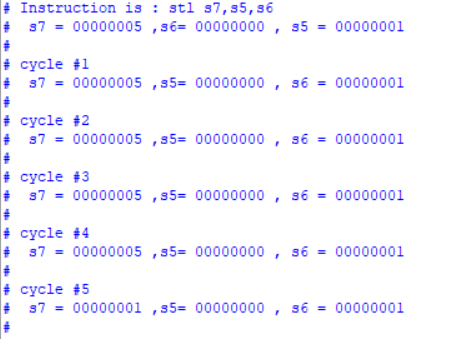 # Instruction is : stl s7,s5,s6
# s7 = 00000005 ,s6= 00000000 , s5 = 00000001
#
# cycle #1
# s7 = 00000005 ,s5= 00000000 , s6 = 00000001
#
# cycle #2
# s7 = 00000005 ,s5= 00000000 , s6 = 00000001
#
# cycle #3
# s7 = 00000005 ,s5= 00000000 , s6 = 00000001
#
# cycle #4
# s7 = 00000005 ,s5= 00000000 , s6 = 00000001
#
# cycle #5
# s7 = 00000001 ,s5= 00000000 , s6 = 00000001
#